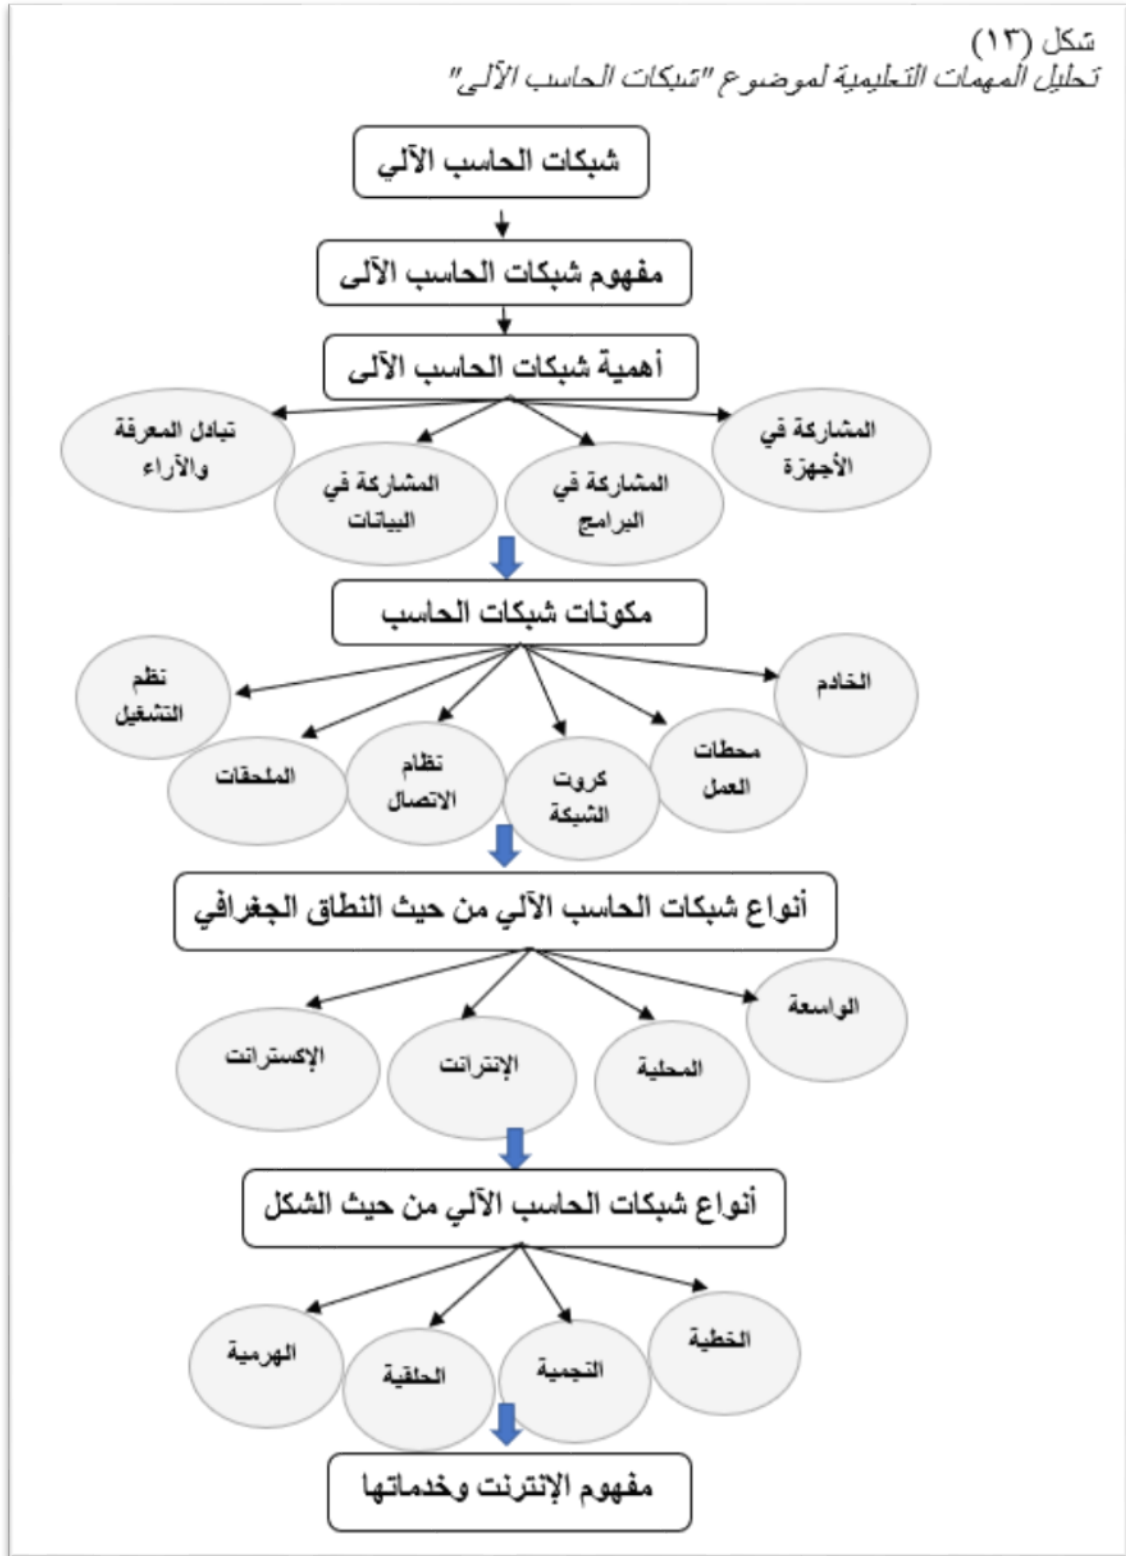 شكل (١٣)
تحليل المهمات التعليمية لموضوع "شبكات الحاسب الآلى"
شبكات الحاسب الآلي
مفهوم شبكات الحاسب الآلى
أهمية شبكات الحاسب الآلى
المشاركة في
الأجهزة
المشاركة في
البرامج
المشاركة في
البيانات
تبادل المعرفة
والآراء
مكونات شبكات الحاسب
الخادم
محطات
العمل
كروت
الشبكة
نظام
الاتصال
الملحقات
نظم
التشغيل
أنواع شبكات الحاسب الآلي من حيث النطاق الجغرافي
الواسعة
المحلية
الإنترانت
الإكسترانت
أنواع شبكات الحاسب الآلي من حيث الشكل
الخطية
النجمية
الحلقية
الهرمية
مفهوم الإنترنت وخدماتها